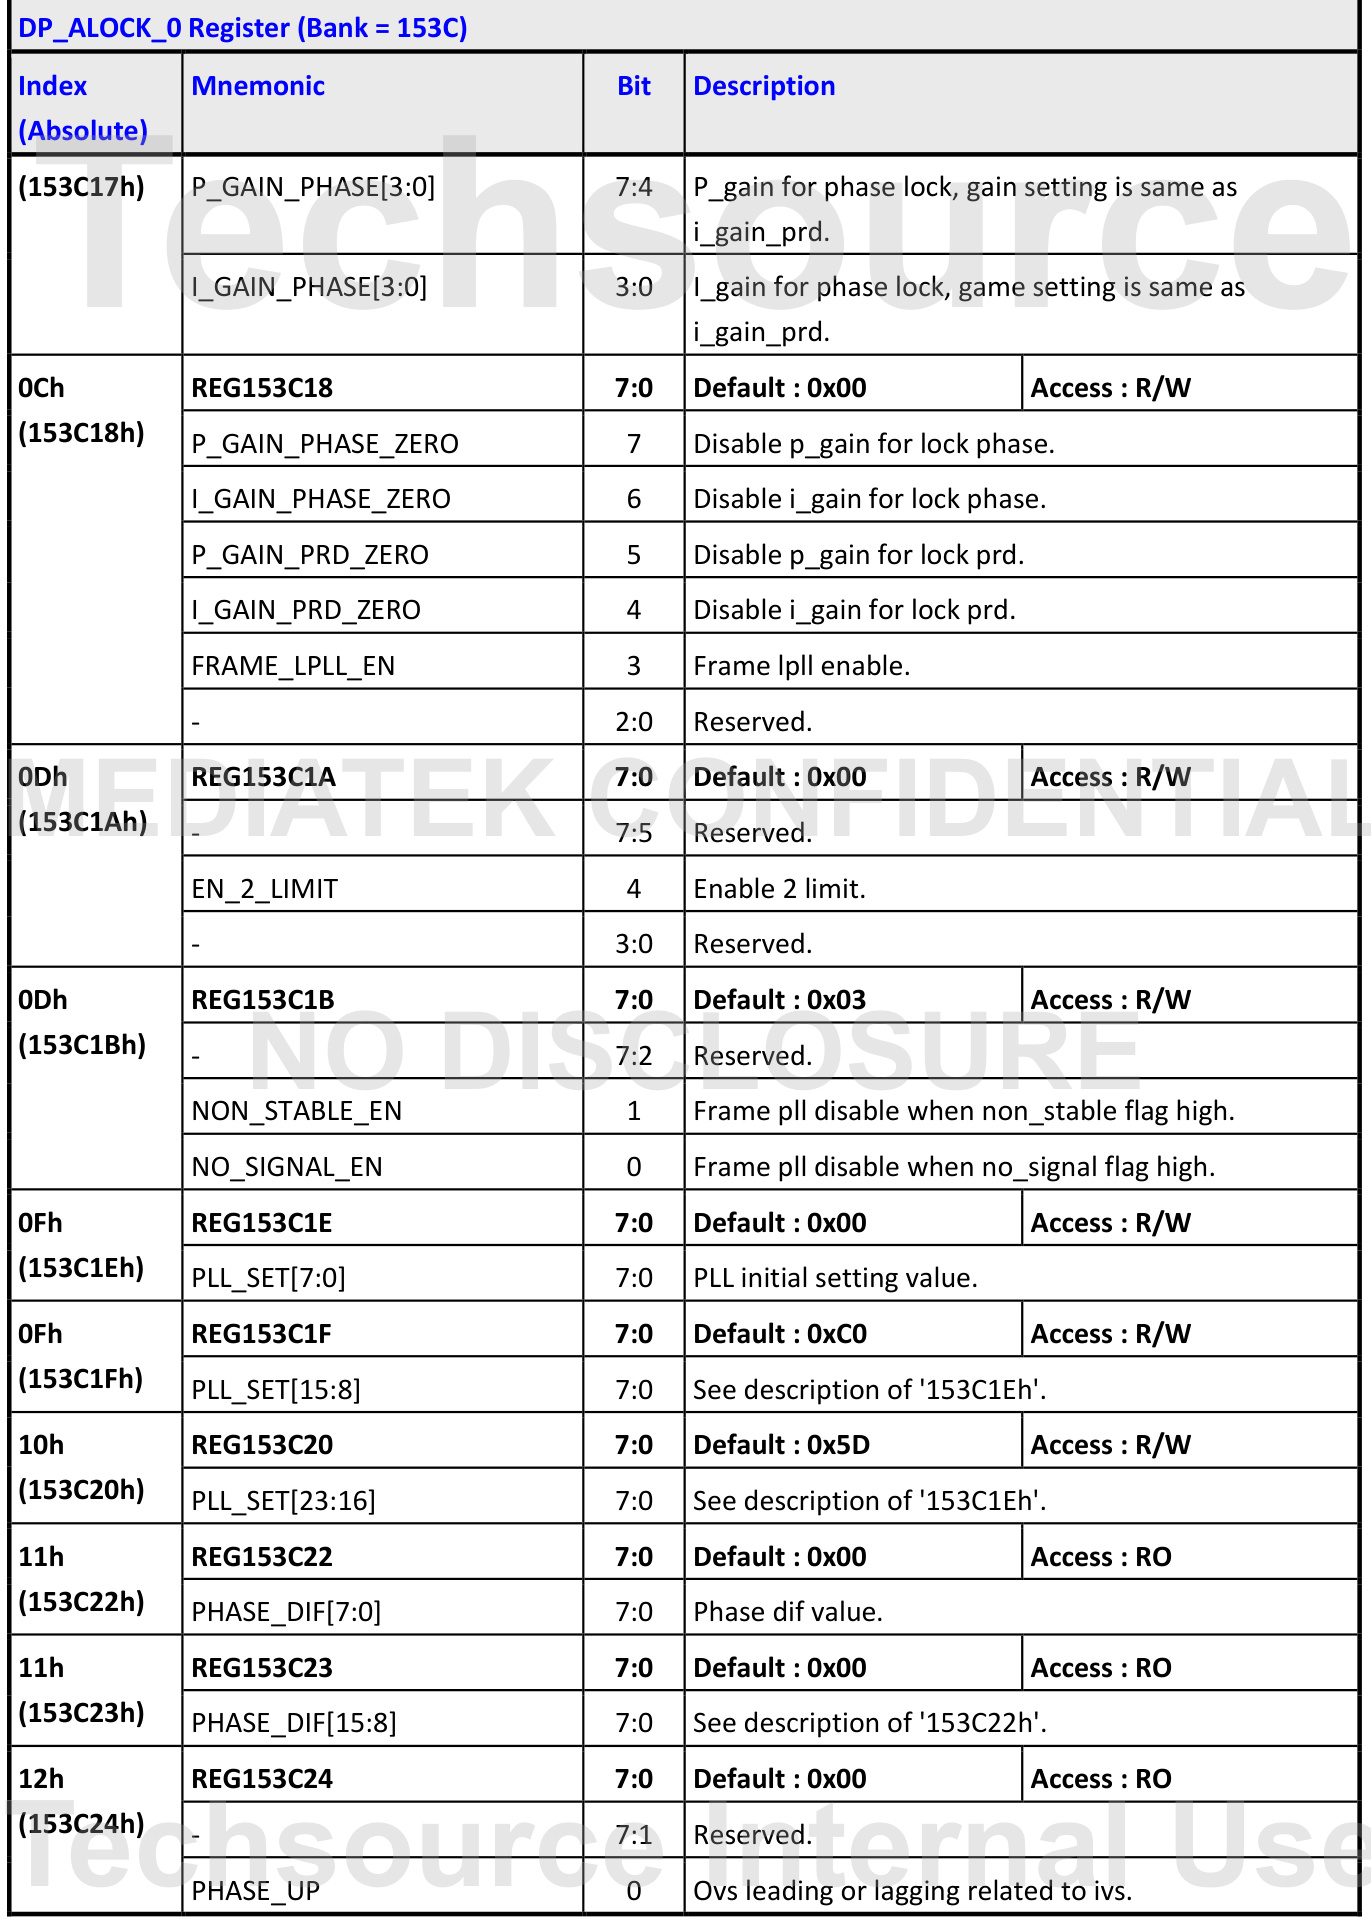 DP_ALOCK_0 Register (Bank = 153C)
Index (Absolute) Mnemonic Bit Description
(153C17h) P_GAIN_PHASE[3:0] 7:4 P_gain for phase lock, gain setting is same as
i_gain_prd.
I_GAIN_PHASE[3:0] 3:0 I_gain for phase lock, game setting is same as
i_gain_prd.
Techsource
0Ch REG153C18 7:0 Default : 0x00 Access : R/W
(153C18h) P_GAIN_PHASE_ZERO 7 Disable p_gain for lock phase.
I_GAIN_PHASE_ZERO 6 Disable i_gain for lock phase.
P_GAIN_PRD_ZERO 5 Disable p_gain for lock prd.
I_GAIN_PRD_ZERO 4 Disable i_gain for lock prd.
FRAME_LPLL_EN 3 Frame lpll enable.
- 2:0 Reserved.
0Dh REG153C1A 7:0 Default : 0x00 Access : R/W
MEDIATEK CONFIDENTIAL
(153C1Ah) - 7:5 Reserved.
EN_2_LIMIT 4 Enable 2 limit.
- 3:0 Reserved.
0Dh REG153C1B 7:0 Default : 0x03 Access : R/W
NO DISCLOSURE
(153C1Bh) - 7:2 Reserved.
NON_STABLE_EN 1 Frame pll disable when non_stable flag high.
NO_SIGNAL_EN 0 Frame pll disable when no_signal flag high.
0Fh REG153C1E 7:0 Default : 0x00 Access : R/W
(153C1Eh) PLL_SET[7:0] 7:0 PLL initial setting value.
0Fh REG153C1F 7:0 Default : 0xC0 Access : R/W
(153C1Fh) PLL_SET[15:8] 7:0 See description of '153C1Eh'.
10h REG153C20 7:0 Default : 0x5D Access : R/W
(153C20h) PLL_SET[23:16] 7:0 See description of '153C1Eh'.
11h REG153C22 7:0 Default : 0x00 Access : RO
(153C22h) PHASE_DIF[7:0] 7:0 Phase dif value.
11h REG153C23 7:0 Default : 0x00 Access : RO
(153C23h) PHASE_DIF[15:8] 7:0 See description of '153C22h'.
12h REG153C24 7:0 Default : 0x00 Access : RO
(153C24h) - 7:1 Reserved.
Techsource Internal Use
PHASE_UP 0 Ovs leading or lagging related to ivs.